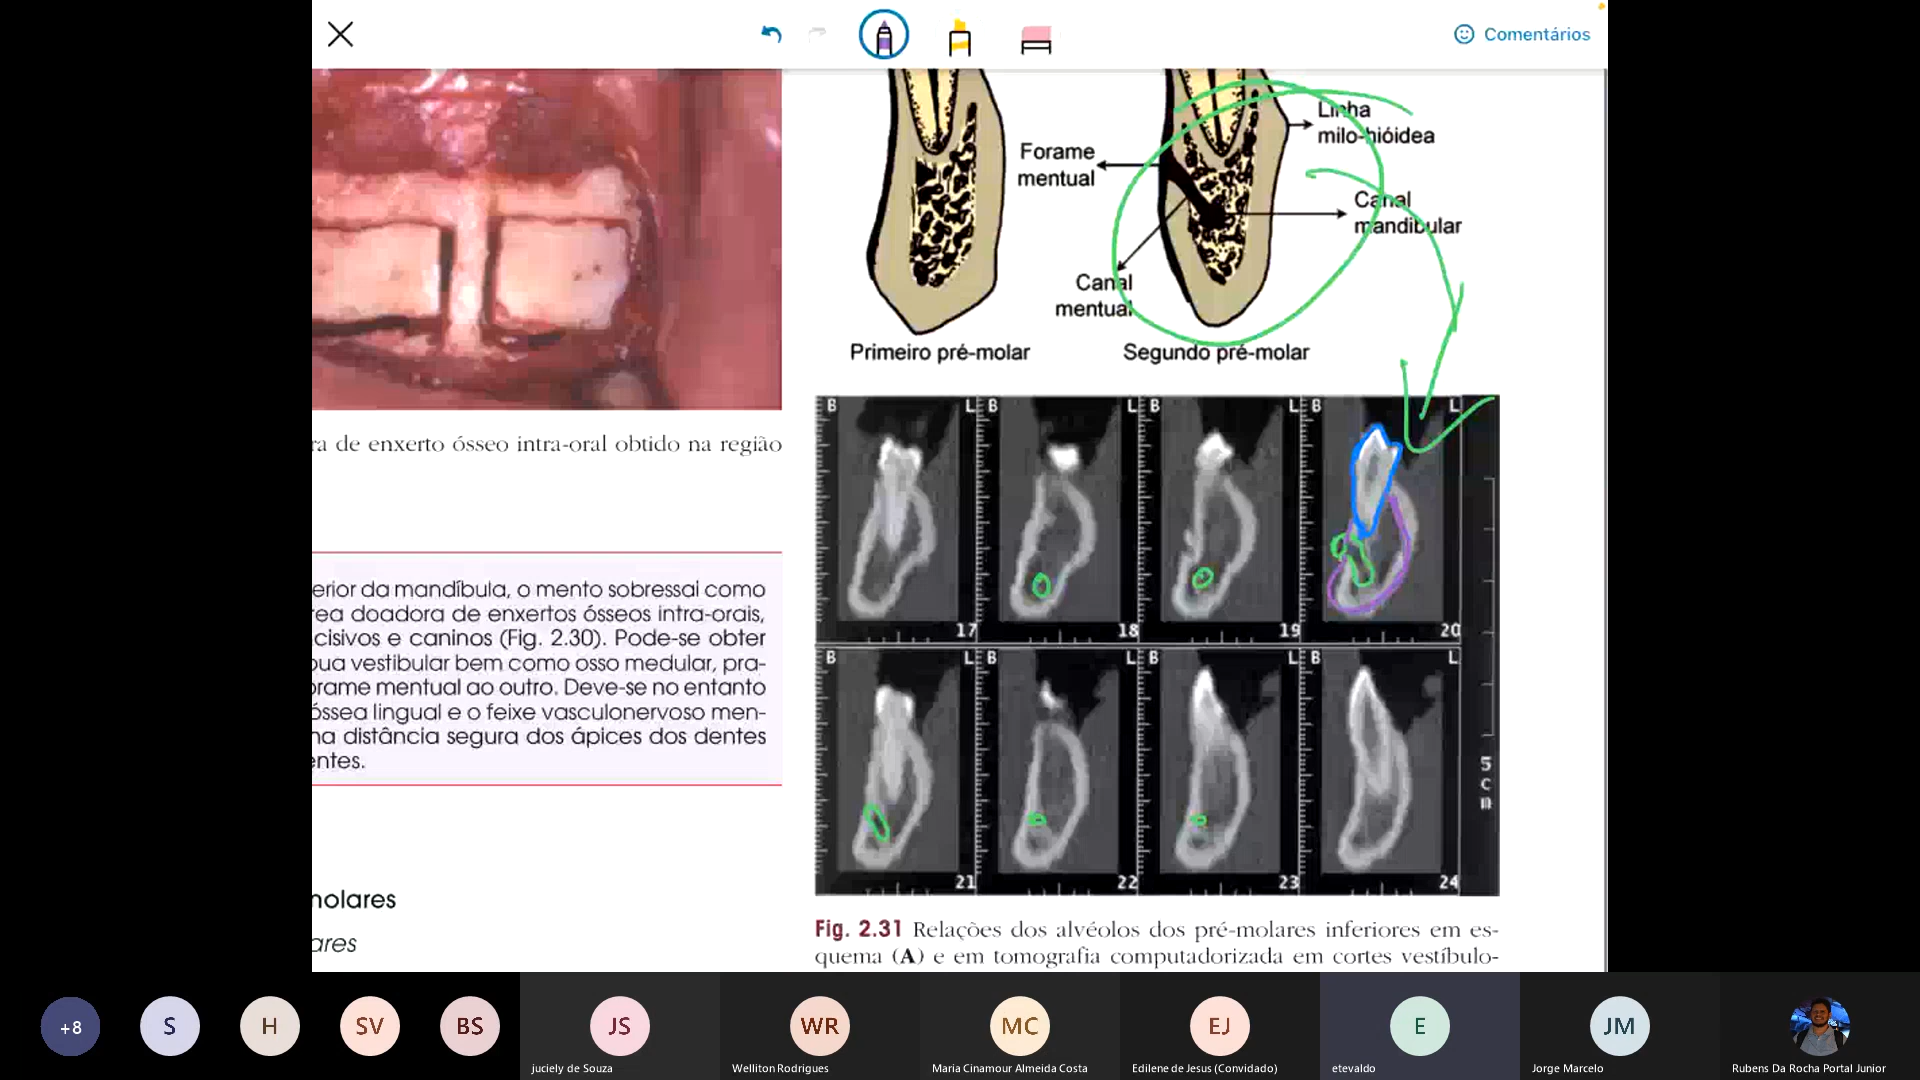 Comentários
ra de enxerto ósseo intra-oral obtido na região
erior da mandíbula, o mento sobressai como
rea doadora de enxertos ósseos intra-orais,
cisivos e caninos (Fig. 2.30). Pode-se obter
oua vestibular bem como osso medular, pra-
orame mentual ao outro. Deve-se no entanto
óssea lingual e o feixe vasculonervoso men-
na distância segura dos ápices dos dentes
entes.
nolares
ares
Linha
milo-hióidea
Forame
mentual
Canal
mandibular
Canal
mentual
Primeiro pré-molar
Segundo pré-molar
B L B L B L B L
17 18 19 20
B L B L B L B L
5
c
m
21 22 23 24
Fig. 2.31 Relações dos alvéolos dos pré-molares inferiores em es-
quema (A) e em tomografia computadorizada em cortes vestíbulo-
+8 S H SV BS JS WR MC EJ E JM
juciely de Souza
Welliton Rodrigues
Maria Cinamour Almeida Costa
Edilene de Jesus (Convidado)
etevaldo
Jorge Marcelo
Rubens Da Rocha Portal Junior